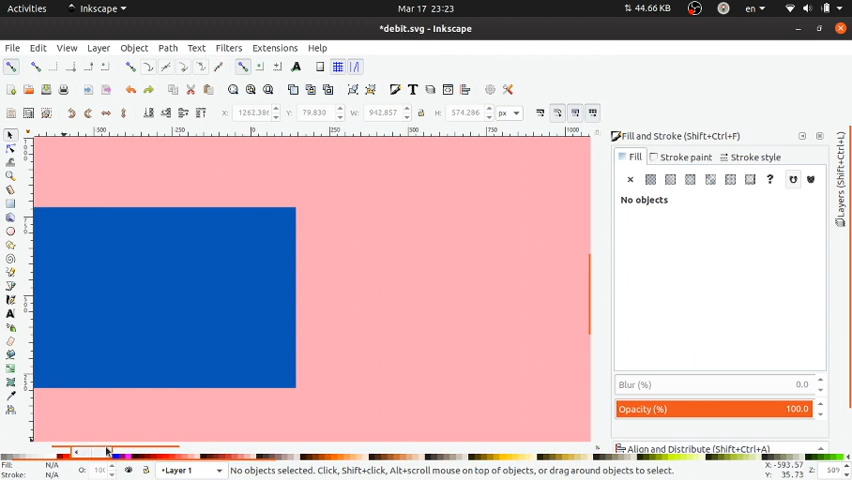 Activities
Inkscape
Mar 17 23:23
44.66 KB
en
*debit.svg - Inkscape
File Edit View Layer Object Path Text Filters Extensions Help
X: 1262.386 Y: 79.830 W: 942.857 H: 574.286 px
Fill and Stroke (Shift+Ctrl+F)
Fill Stroke paint Stroke style
No objects
Layers (Shift+Ctrl+L)
Blur (%) 0.0
Opacity (%) 100.0
Align and Distribute (Shift+Ctrl+A)
Fill: N/A
Stroke: N/A
O:
•Layer 1
No objects selected. Click, Shift+click, Alt+scroll mouse on top of objects, or drag around objects to select.
X: -593.57
Y: 35.73
Z: